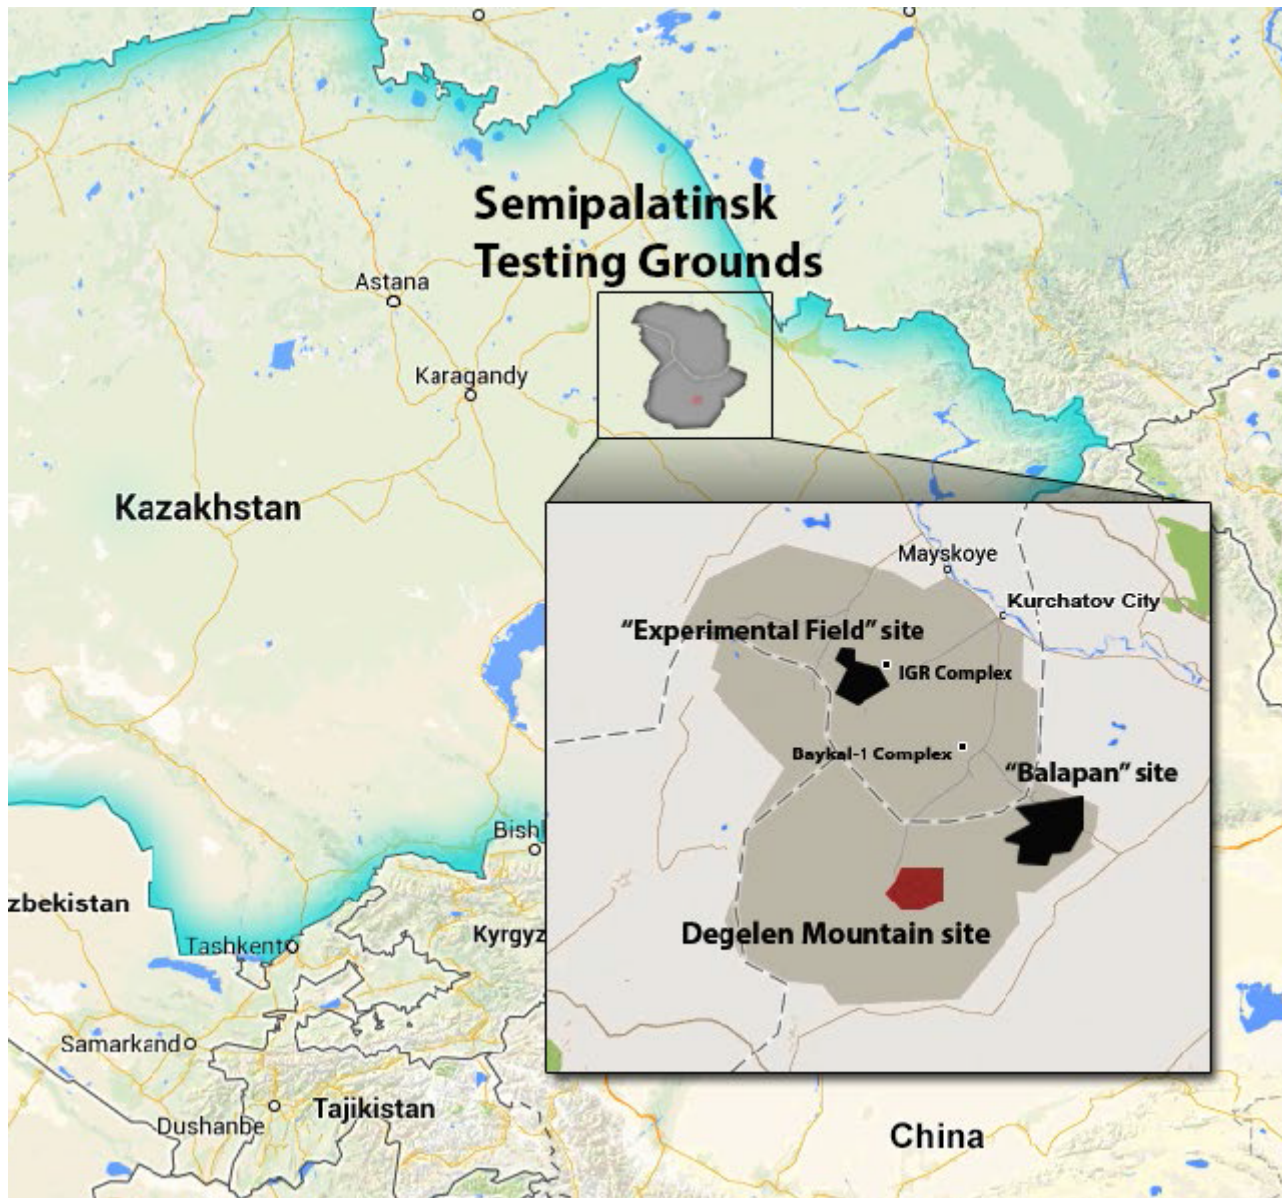 Semipalatinsk
Testing Grounds
Astana
Karagandy
Kazakhstan
Mayskoye
Kurchatov City
“Experimental Field” site
IGR Complex
Baykal-1 Complex
“Balapan” site
Degelen Mountain site
Bishl
zbekistan
Tashkent
Kyrgyz
Samarkand
Dushanbe
Tajikistan
China